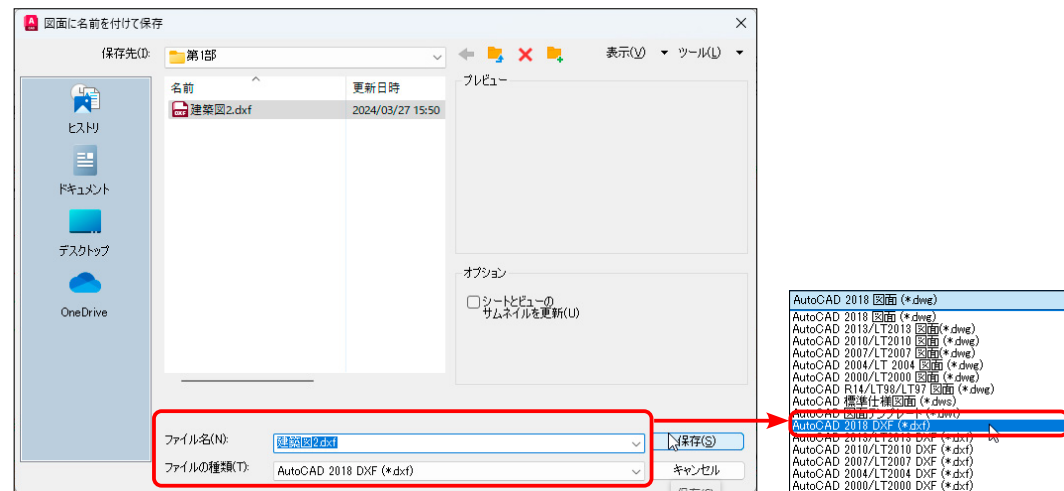 図面に名前を付けて保存
保存先(I):
第1部
表示(V)
ツール(L)
名前
更新日時
プレビュー
建築図2.dxf
2024/03/27 15:50
ヒストリ
ドキュメント
デスクトップ
OneDrive
オプション
シートとビューの
サムネイルを更新(U)
ファイル名(N):
建築図2.dxf
保存(S)
ファイルの種類(T):
AutoCAD 2018 DXF (*.dxf)
キャンセル
AutoCAD 2018 図面 (*.dwg)
AutoCAD 2018 図面 (*.dwg)
AutoCAD 2013/LT2013 図面(*.dwg)
AutoCAD 2010/LT2010 図面 (*.dwg)
AutoCAD 2007/LT2007 図面(*.dwg)
AutoCAD 2004/LT 2004 図面 (*.dwg)
AutoCAD 2000/LT2000 図面 (*.dwg)
AutoCAD R14/LT98/LT97 図面 (*.dwg)
AutoCAD 標準仕様図面 (*.dws)
AutoCAD 図面テンプレート (*.dwt)
AutoCAD 2018 DXF (*.dxf)
AutoCAD 2013/LT2013 DXF (*.dxf)
AutoCAD 2010/LT2010 DXF (*.dxf)
AutoCAD 2007/LT2007 DXF (*.dxf)
AutoCAD 2004/LT2004 DXF (*.dxf)
AutoCAD 2000/LT2000 DXF (*.dxf)